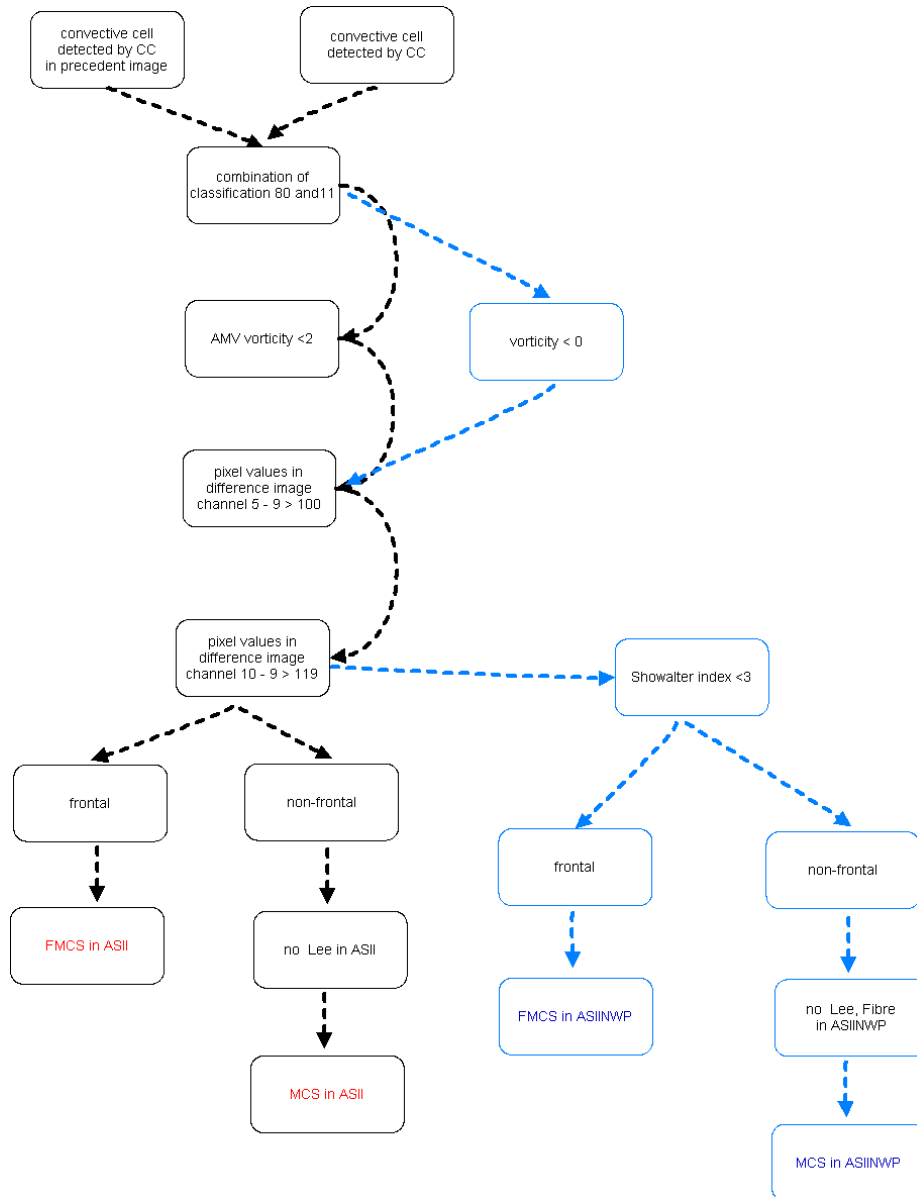 convective cell
detected by CC
in precedent image
convective cell
detected by CC
combination of
classification 80 and11
AMV vorticity <2
vorticity < 0
pixel values in
difference image
channel 5 - 9 > 100
pixel values in
difference image
channel 10 - 9 > 119
Showalter index <3
frontal
non-frontal
frontal
non-frontal
FMCS in ASII
no Lee in ASII
FMCS in ASIINWP
no Lee, Fibre
in ASIINWP
MCS in ASII
MCS in ASIINWP